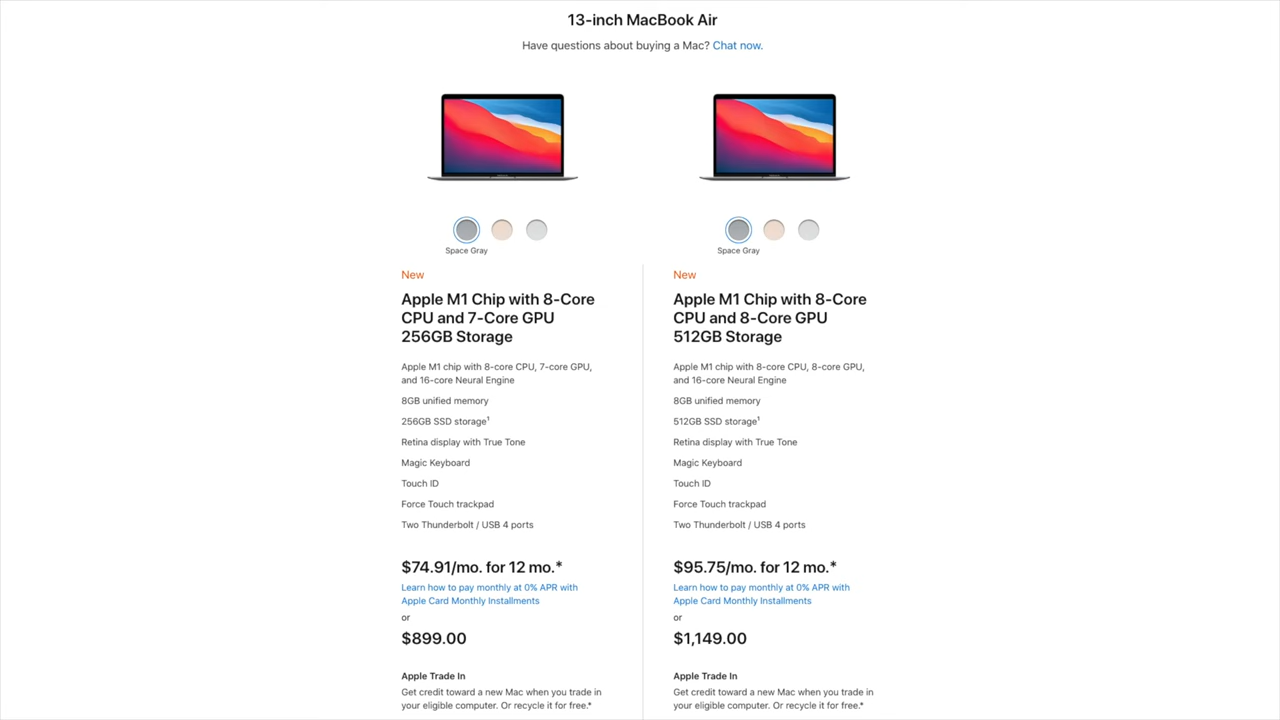 13-inch MacBook Air
Have questions about buying a Mac? Chat now.
Space Gray
New
Apple M1 Chip with 8-Core
CPU and 7-Core GPU
256GB Storage
Apple M1 chip with 8-core CPU, 7-core GPU,
and 16-core Neural Engine
8GB unified memory
256GB SSD storage¹
Retina display with True Tone
Magic Keyboard
Touch ID
Force Touch trackpad
Two Thunderbolt / USB 4 ports
$74.91/mo. for 12 mo.*
Learn how to pay monthly at 0% APR with
Apple Card Monthly Installments
or
$899.00
Apple Trade In
Get credit toward a new Mac when you trade in
your eligible computer. Or recycle it for free.*
Space Gray
New
Apple M1 Chip with 8-Core
CPU and 8-Core GPU
512GB Storage
Apple M1 chip with 8-core CPU, 8-core GPU,
and 16-core Neural Engine
8GB unified memory
512GB SSD storage¹
Retina display with True Tone
Magic Keyboard
Touch ID
Force Touch trackpad
Two Thunderbolt / USB 4 ports
$95.75/mo. for 12 mo.*
Learn how to pay monthly at 0% APR with
Apple Card Monthly Installments
or
$1,149.00
Apple Trade In
Get credit toward a new Mac when you trade in
your eligible computer. Or recycle it for free.*